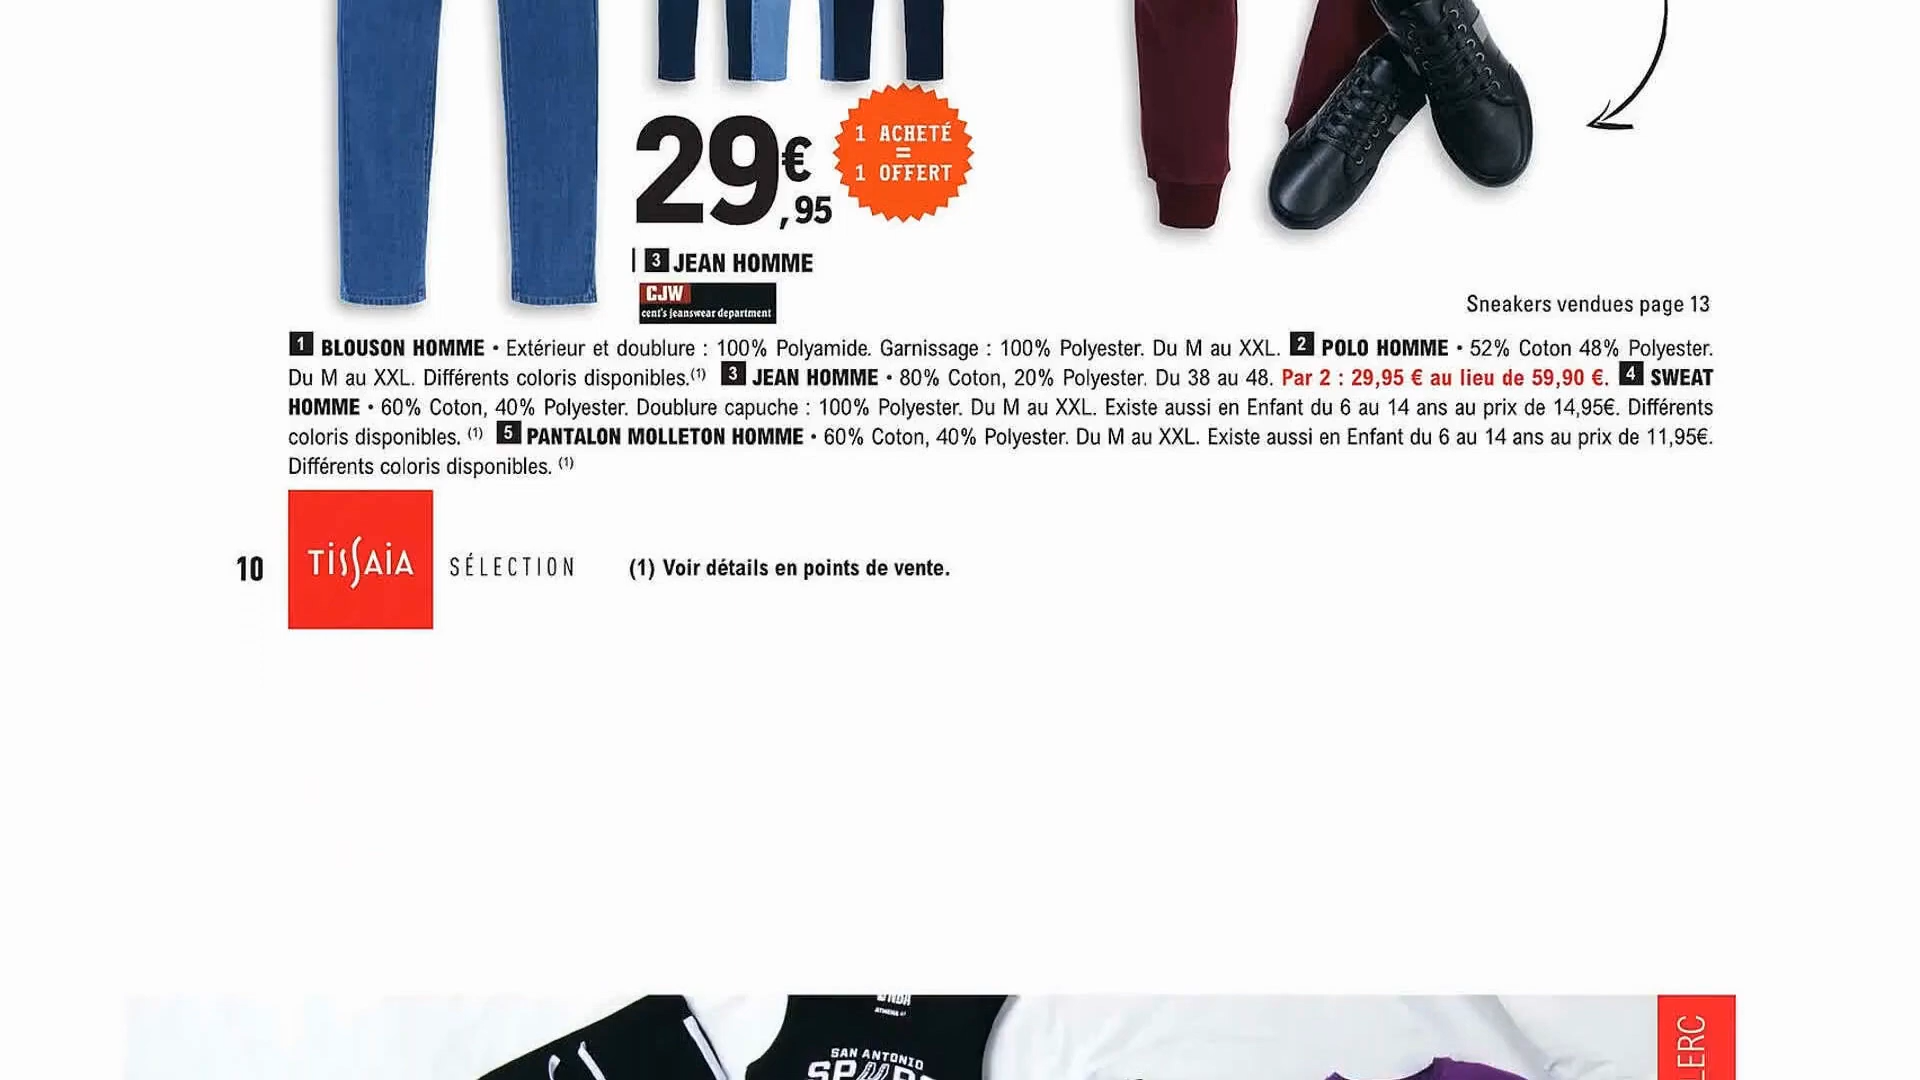 29€,95
1 ACHETÉ
=
1 OFFERT
3 JEAN HOMME
CJW
cent's jeanswear department
Sneakers vendues page 13
1 BLOUSON HOMME • Extérieur et doublure : 100% Polyamide. Garnissage : 100% Polyester. Du M au XXL. 2 POLO HOMME • 52% Coton 48% Polyester.
Du M au XXL. Différents coloris disponibles.(1) 3 JEAN HOMME • 80% Coton, 20% Polyester. Du 38 au 48. Par 2 : 29,95 € au lieu de 59,90 €. 4 SWEAT
HOMME • 60% Coton, 40% Polyester. Doublure capuche : 100% Polyester. Du M au XXL. Existe aussi en Enfant du 6 au 14 ans au prix de 14,95€. Différents
coloris disponibles. (1) 5 PANTALON MOLLETON HOMME • 60% Coton, 40% Polyester. Du M au XXL. Existe aussi en Enfant du 6 au 14 ans au prix de 11,95€.
Différents coloris disponibles. (1)
10
TISSAIA
SÉLECTION
(1) Voir détails en points de vente.
SAN ANTONIO
LERC